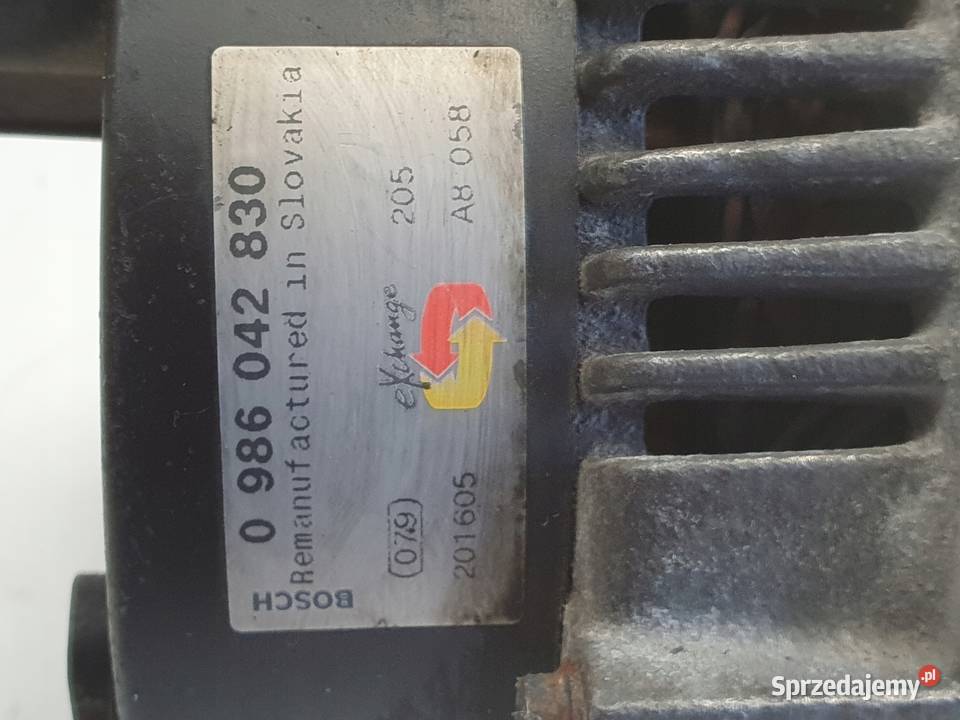 BOSCH
0 986 042 830
Remanufactured in Slovakia
079
eXchange
205
201605
A8 058
Sprzedajemy.pl